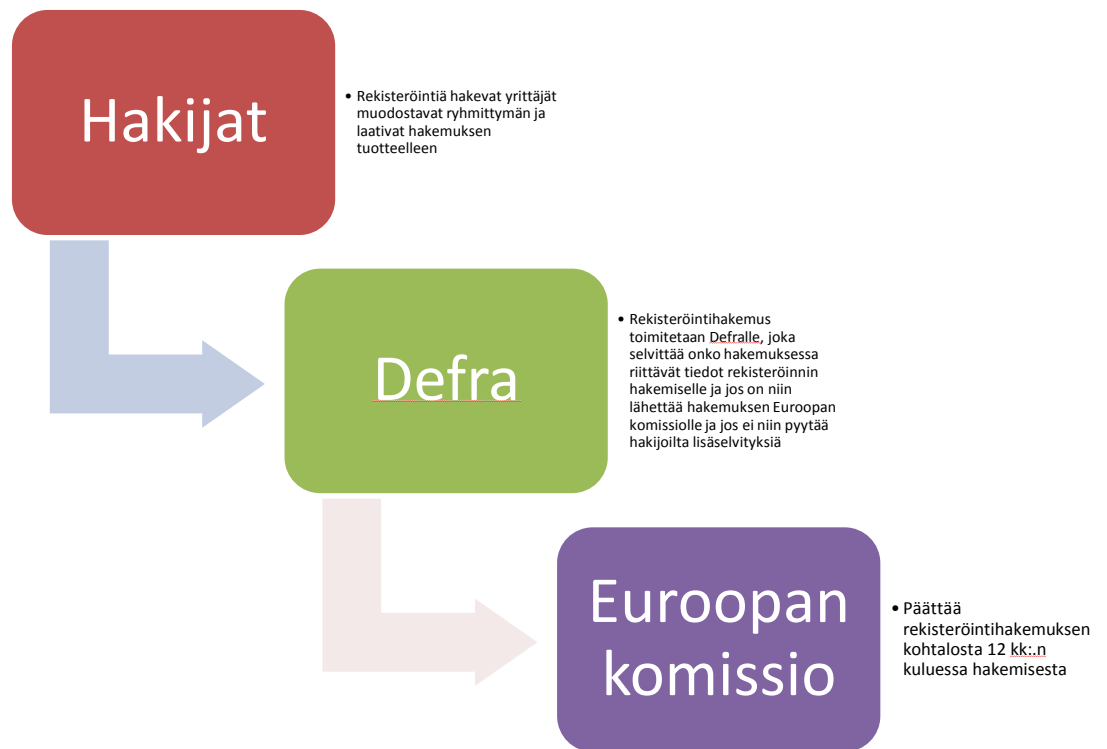 Hakijat
• Rekisteröintiä hakevat yrittäjät
muodostavat ryhmittymän ja
laativat hakemuksen
tuotteelleen
Defra
• Rekisteröintihakemus
toimitetaan Defralle, joka
selvittää onko hakemuksessa
riittävät tiedot rekisteröinnin
hakemiselle ja jos on niin
lähettää hakemuksen Euroopan
komissiolle ja jos ei niin pyytää
hakijoilta lisäselvityksiä
Euroopan
komissio
• Päättää
rekisteröintihakemuksen
kohtalosta 12 kk:.n
kuluessa hakemisesta